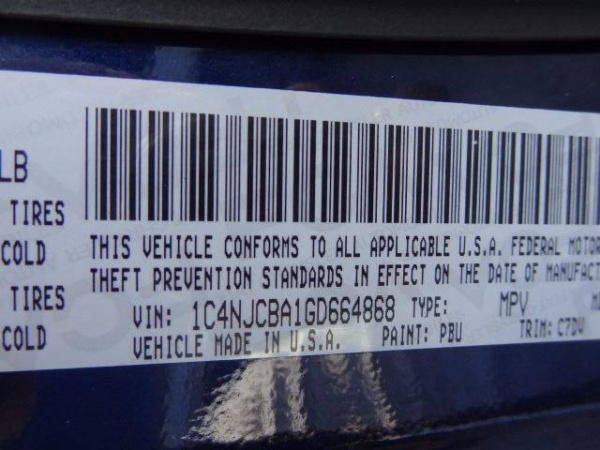 LB
TIRES
COLD
TIRES
COLD
THIS VEHICLE CONFORMS TO ALL APPLICABLE U.S.A. FEDERAL MOTOR
THEFT PREVENTION STANDARDS IN EFFECT ON THE DATE OF MANUFACT
VIN: 1C4NJCBA1GD664868 TYPE: MPV
VEHICLE MADE IN U.S.A. PAINT: PBU TRIM: C7DV